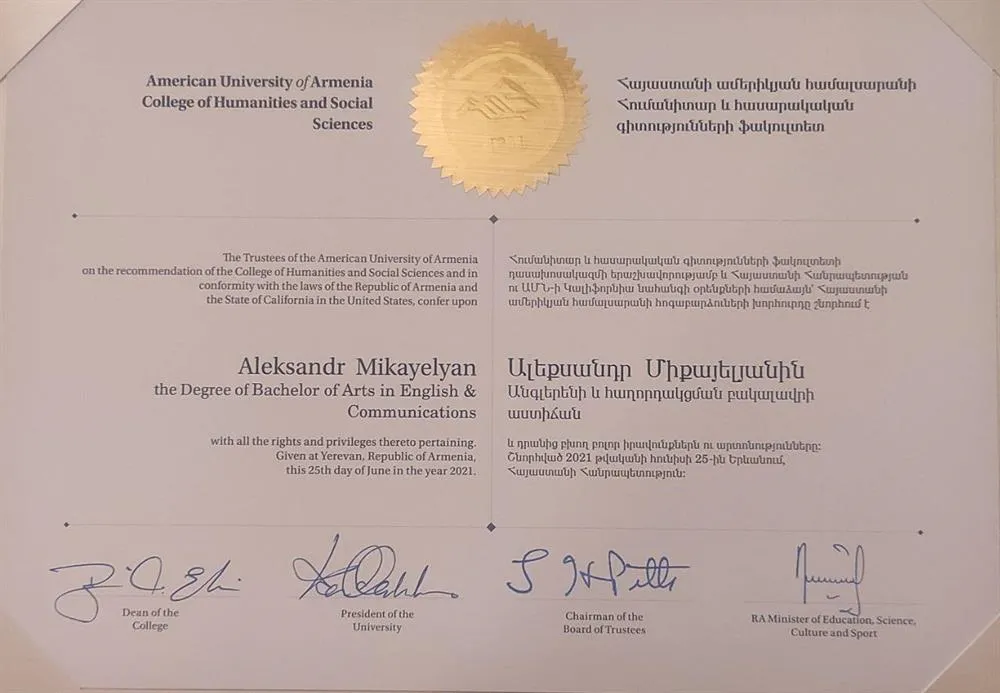 American University of Armenia
College of Humanities and Social
Sciences
Հայաստանի ամերիկյան համալսարանի
Հումանիտար և հասարակական
գիտությունների ֆակուլտետ
The Trustees of the American University of Armenia
on the recommendation of the College of Humanities and Social Sciences and in
conformity with the laws of the Republic of Armenia and
the State of California in the United States, confer upon
Հումանիտար և հասարակական գիտությունների ֆակուլտետի
դասախոսակազմի երաշխավորությամբ և Հայաստանի Հանրապետության
ու ԱՄՆ-ի Կալիֆորնիա նահանգի օրենքների համաձայն՝ Հայաստանի
ամերիկյան համալսարանի հոգաբարձուների խորհուրդը շնորհում է
Aleksandr Mikayelyan
the Degree of Bachelor of Arts in English &
Communications
Ալեքսանդր Միքայելյանին
Անգլերենի և հաղորդակցման բակալավրի
աստիճան
with all the rights and privileges thereto pertaining.
Given at Yerevan, Republic of Armenia,
this 25th day of June in the year 2021.
և դրանից բխող բոլոր իրավունքներն ու արտոնությունները:
Շնորհված 2021 թվականի հունիսի 25-ին Երևանում,
Հայաստանի Հանրապետություն:
Dean of the
College
President of the
University
Chairman of the
Board of Trustees
RA Minister of Education, Science,
Culture and Sport